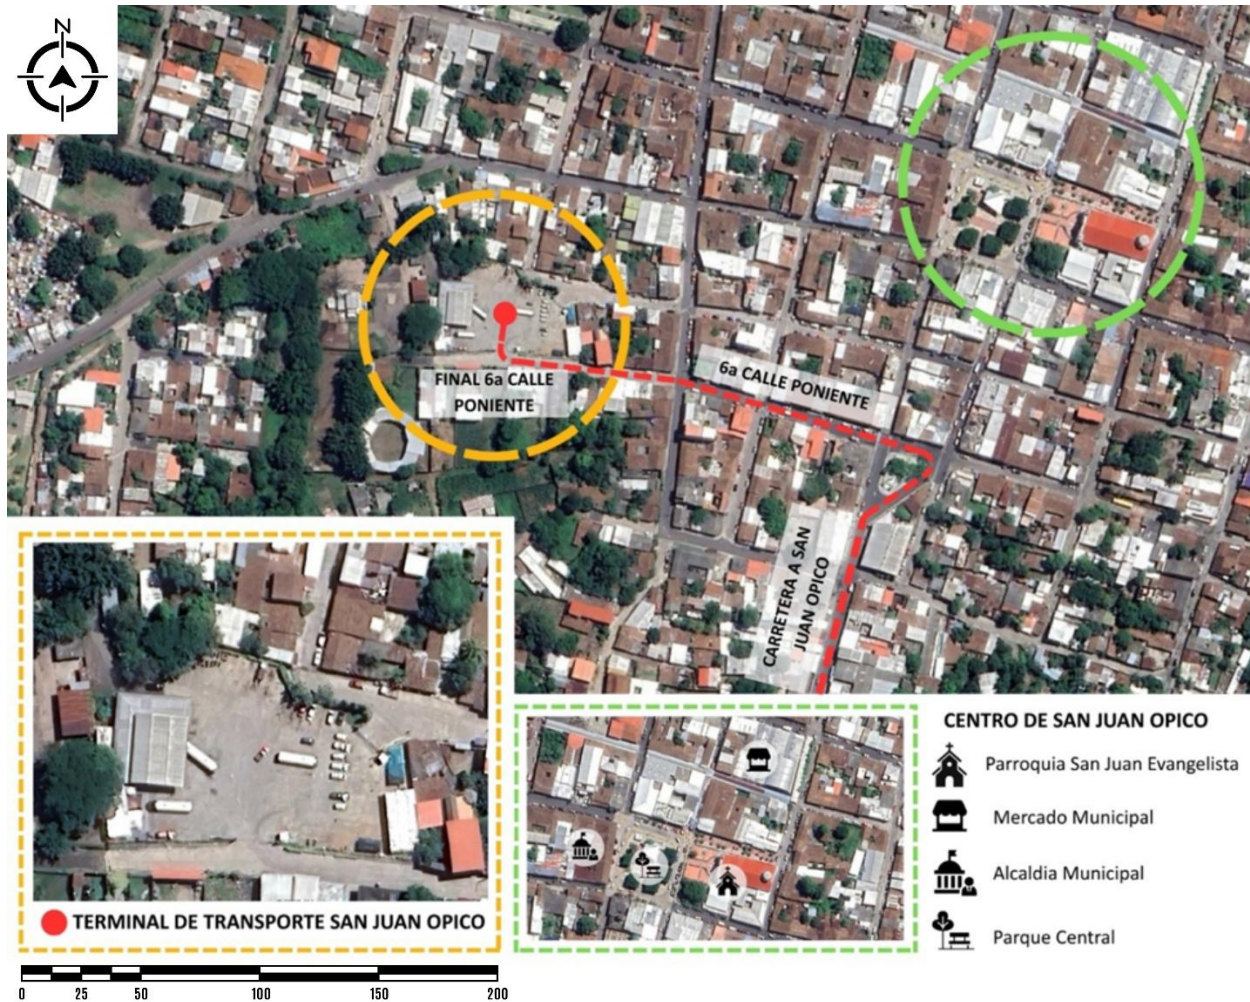 N
FINAL 6a CALLE
PONIENTE
6a CALLE PONIENTE
CARRETERA A SAN
JUAN OPICO
TERMINAL DE TRANSPORTE SAN JUAN OPICO
CENTRO DE SAN JUAN OPICO
Parroquia San Juan Evangelista
Mercado Municipal
Alcaldia Municipal
Parque Central
0 25 50 100 150 200